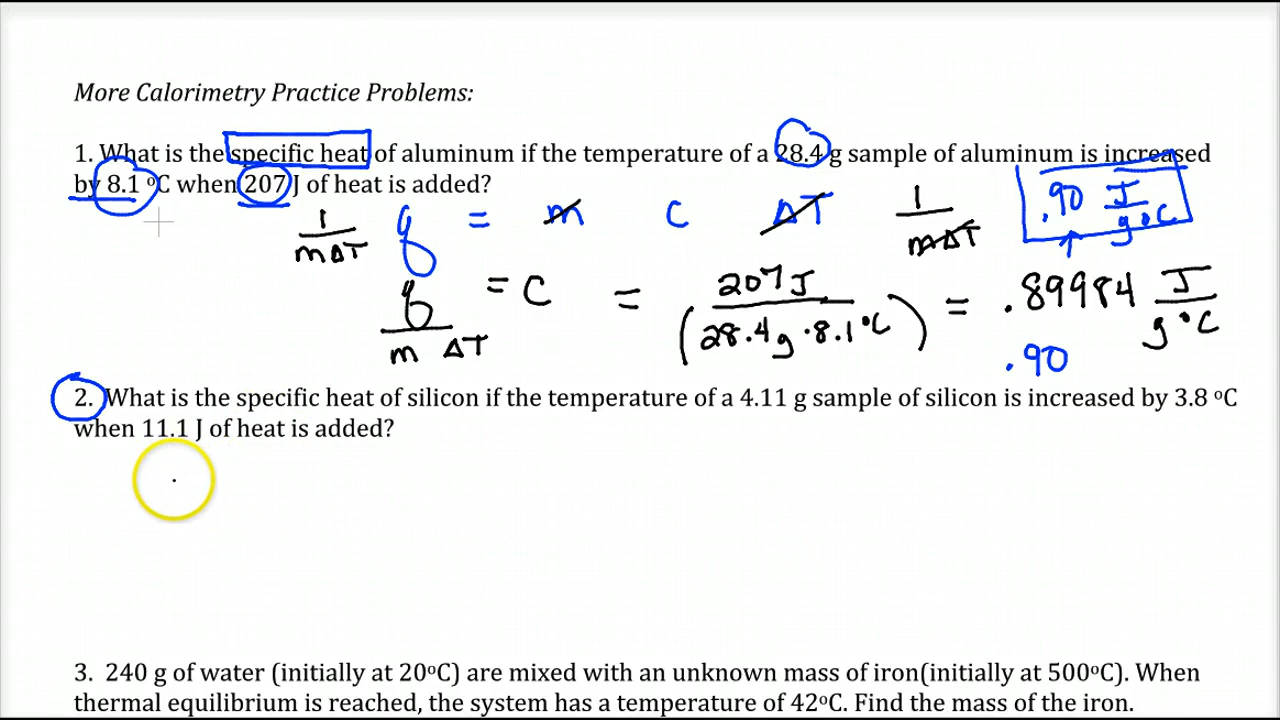 More Calorimetry Practice Problems:
1. What is the specific heat of aluminum if the temperature of a 28.4 g sample of aluminum is increased
by 8.1 °C when 207 J of heat is added?
1/mΔT q = m C ΔT 1/mΔT .90 J/g°C
q/m ΔT = C = (207 J/28.4g · 8.1°C) = .89984 J/g°C
.90
2. What is the specific heat of silicon if the temperature of a 4.11 g sample of silicon is increased by 3.8 °C
when 11.1 J of heat is added?
3. 240 g of water (initially at 20°C) are mixed with an unknown mass of iron(initially at 500°C). When
thermal equilibrium is reached, the system has a temperature of 42°C. Find the mass of the iron.